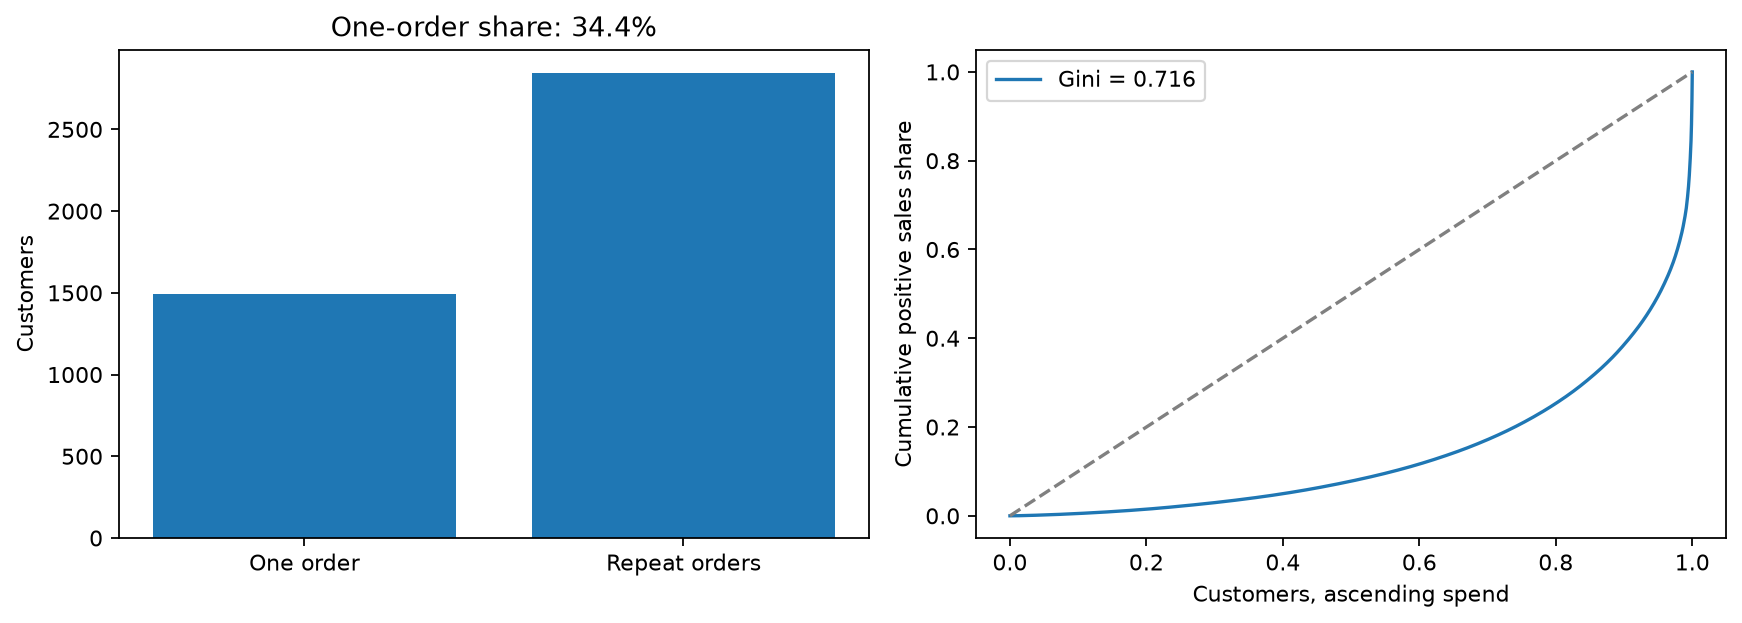 One-order share: 34.4%
Customers
2500
2000
1500
1000
500
0
One order
Repeat orders
Gini = 0.716
Cumulative positive sales share
1.0
0.8
0.6
0.4
0.2
0.0
0.0
0.2
0.4
0.6
0.8
1.0
Customers, ascending spend